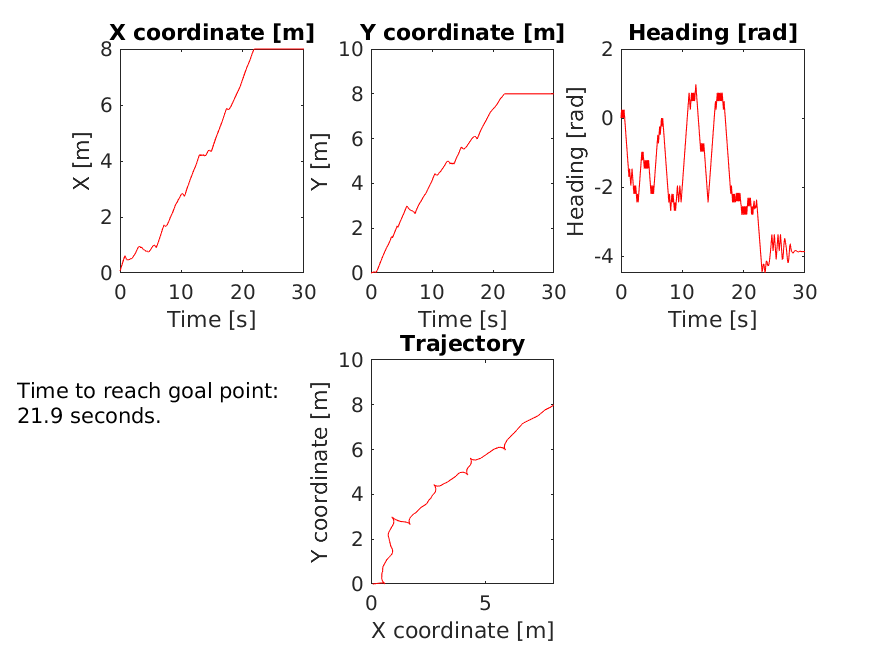 X coordinate [m]
Y coordinate [m]
Heading [rad]
X [m]
8
6
4
2
0
0 10 20 30
Time [s]
Y [m]
10
8
6
4
2
0
0 10 20 30
Time [s]
Heading [rad]
2
0
-2
-4
0 10 20 30
Time [s]
Time to reach goal point:
21.9 seconds.
Trajectory
Y coordinate [m]
10
8
6
4
2
0
0 5
X coordinate [m]